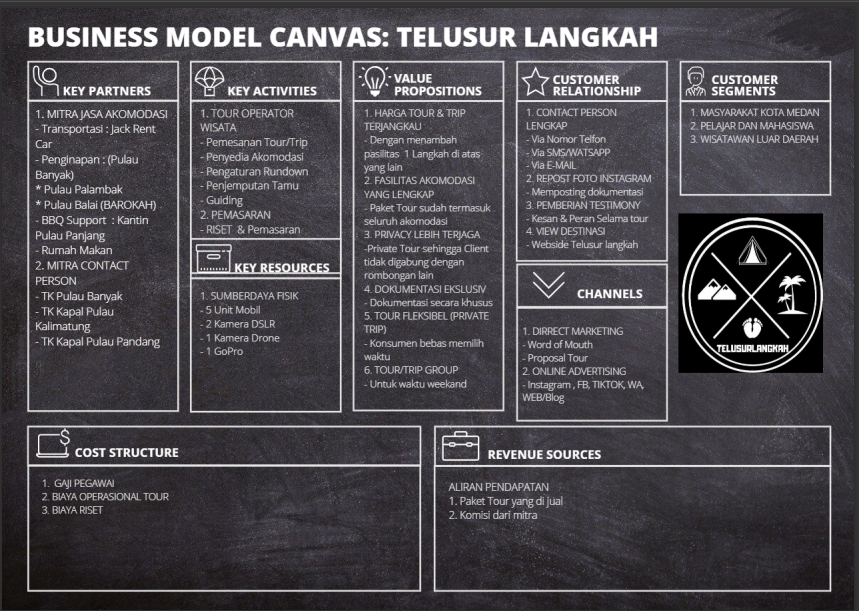 BUSINESS MODEL CANVAS: TELUSUR LANGKAH
KEY PARTNERS
1. MITRA JASA AKOMODASI
- Transportasi : Jack Rent
Car
- Penginapan : (Pulau
Banyak)
* Pulau Palambak
* Pulau Balai (BAROKAH)
- BBQ Support : Kantin
Pulau Panjang
- Rumah Makan
2. MITRA CONTACT
PERSON
- TK Pulau Banyak
- TK Kapal Pulau
Kalimatung
- TK Kapal Pulau Pandang
KEY ACTIVITIES
1. TOUR OPERATOR
WISATA
- Pemesanan Tour/Trip
- Penyedia Akomodasi
- Pengaturan Rundown
- Penjemputan Tamu
- Guiding
2. PEMASARAN
- RISET & Pemasaran
KEY RESOURCES
1. SUMBERDAYA FISIK
- 5 Unit Mobil
- 2 Kamera DSLR
- 1 Kamera Drone
- 1 GoPro
VALUE
PROPOSITIONS
1. HARGA TOUR & TRIP
TERJANGKAU
- Dengan menambah
pasilitas 1 Langkah di atas
yang lain
2. FASILITAS AKOMODASI
YANG LENGKAP
- Paket Tour sudah termasuk
seluruh akomodasi
3. PRIVACY LEBIH TERJAGA
-Private Tour sehingga Client
tidak digabung dengan
rombongan lain
4. DOKUMENTASI EKSLUSIV
- Dokumentasi secara khusus
5. TOUR FLEKSIBEL (PRIVATE
TRIP)
- Konsumen bebas memilih
waktu
6. TOUR/TRIP GROUP
- Untuk waktu weekand
CUSTOMER
RELATIONSHIP
1. CONTACT PERSON
LENGKAP
- Via Nomor Telfon
- Via SMS/WATSAPP
- Via E-MAIL
2. REPOST FOTO INSTAGRAM
- Memposting dokumentasi
3. PEMBERIAN TESTIMONY
- Kesan & Peran Selama tour
4. VIEW DESTINASI
- Webside Telusur langkah
CHANNELS
1. DIRRECT MARKETING
- Word of Mouth
- Proposal Tour
2. ONLINE ADVERTISING
- Instagram , FB, TIKTOK, WA,
WEB/Blog
CUSTOMER
SEGMENTS
1. MASYARAKAT KOTA MEDAN
2. PELAJAR DAN MAHASISWA
3. WISATAWAN LUAR DAERAH
TELUSURLANGKAH
COST STRUCTURE
1. GAJI PEGAWAI
2. BIAYA OPERASIONAL TOUR
3. BIAYA RISET
REVENUE SOURCES
ALIRAN PENDAPATAN
1. Paket Tour yang di jual
2. Komisi dari mitra